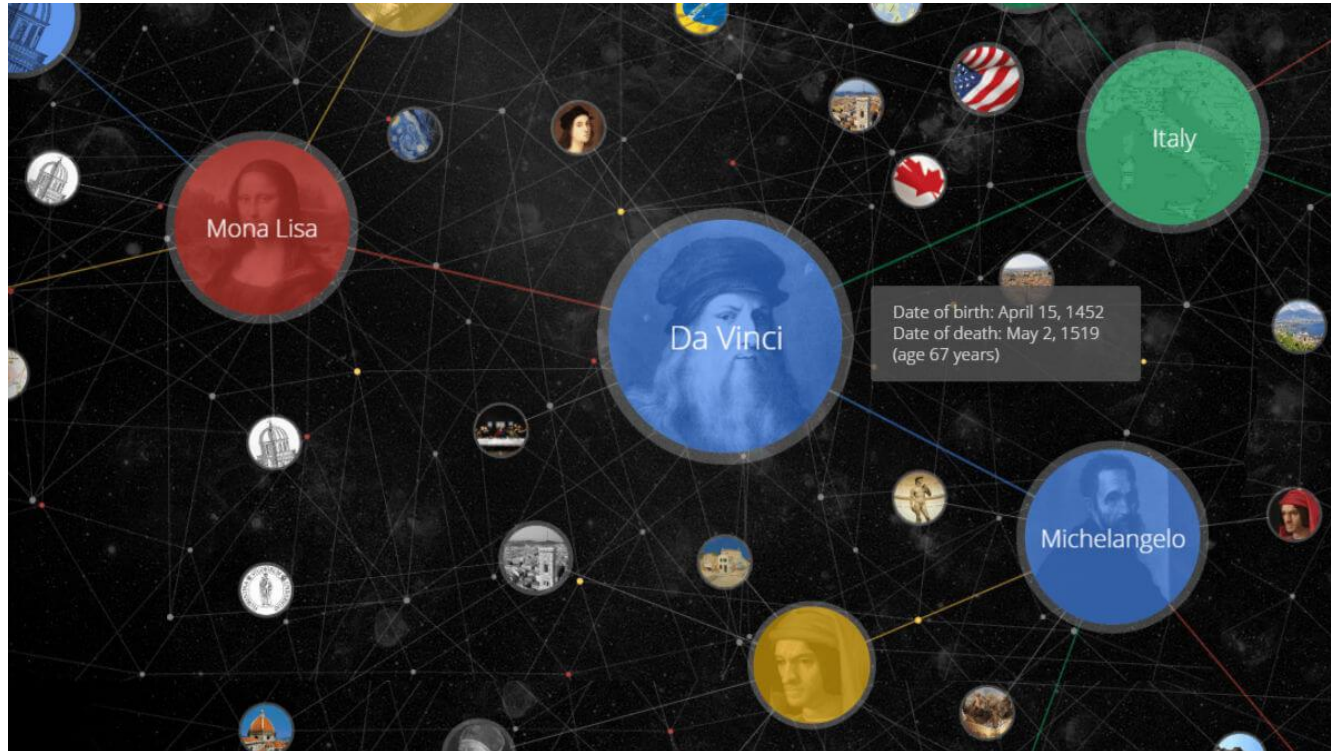 Mona Lisa
Italy
Da Vinci
Date of birth: April 15, 1452
Date of death: May 2, 1519
(age 67 years)
Michelangelo